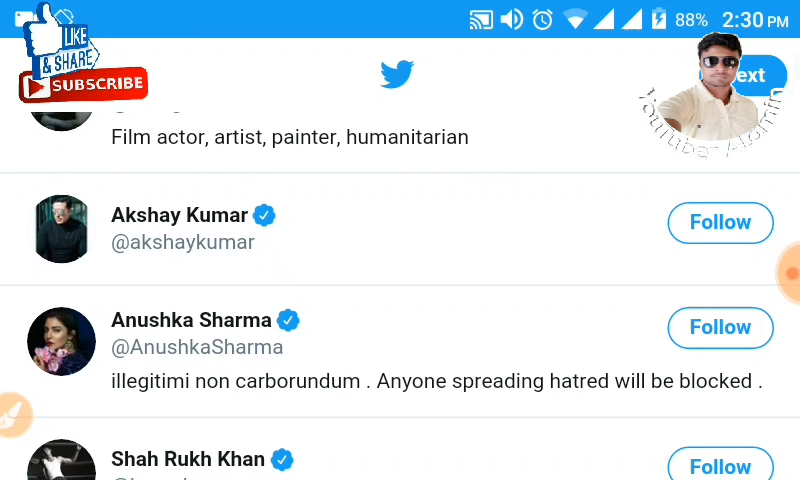 88% 2:30 PM
LIKE
& SHARE
SUBSCRIBE
Film actor, artist, painter, humanitarian
Akshay Kumar
@akshaykumar
Follow
Anushka Sharma
@AnushkaSharma
Follow
illegitimi non carborundum . Anyone spreading hatred will be blocked .
Shah Rukh Khan
Follow